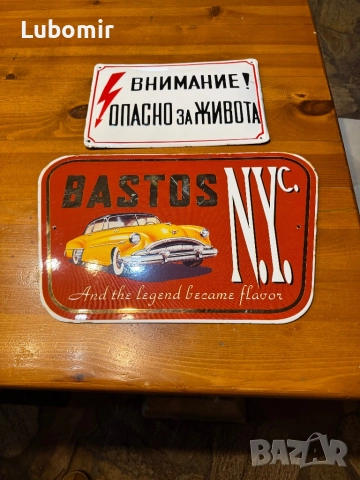 Lubomir
ВНИМАНИЕ!
ОПАСНО ЗА ЖИВОТА
BASTOS
N.Y.C.
And the legend became flavor
BAZAR